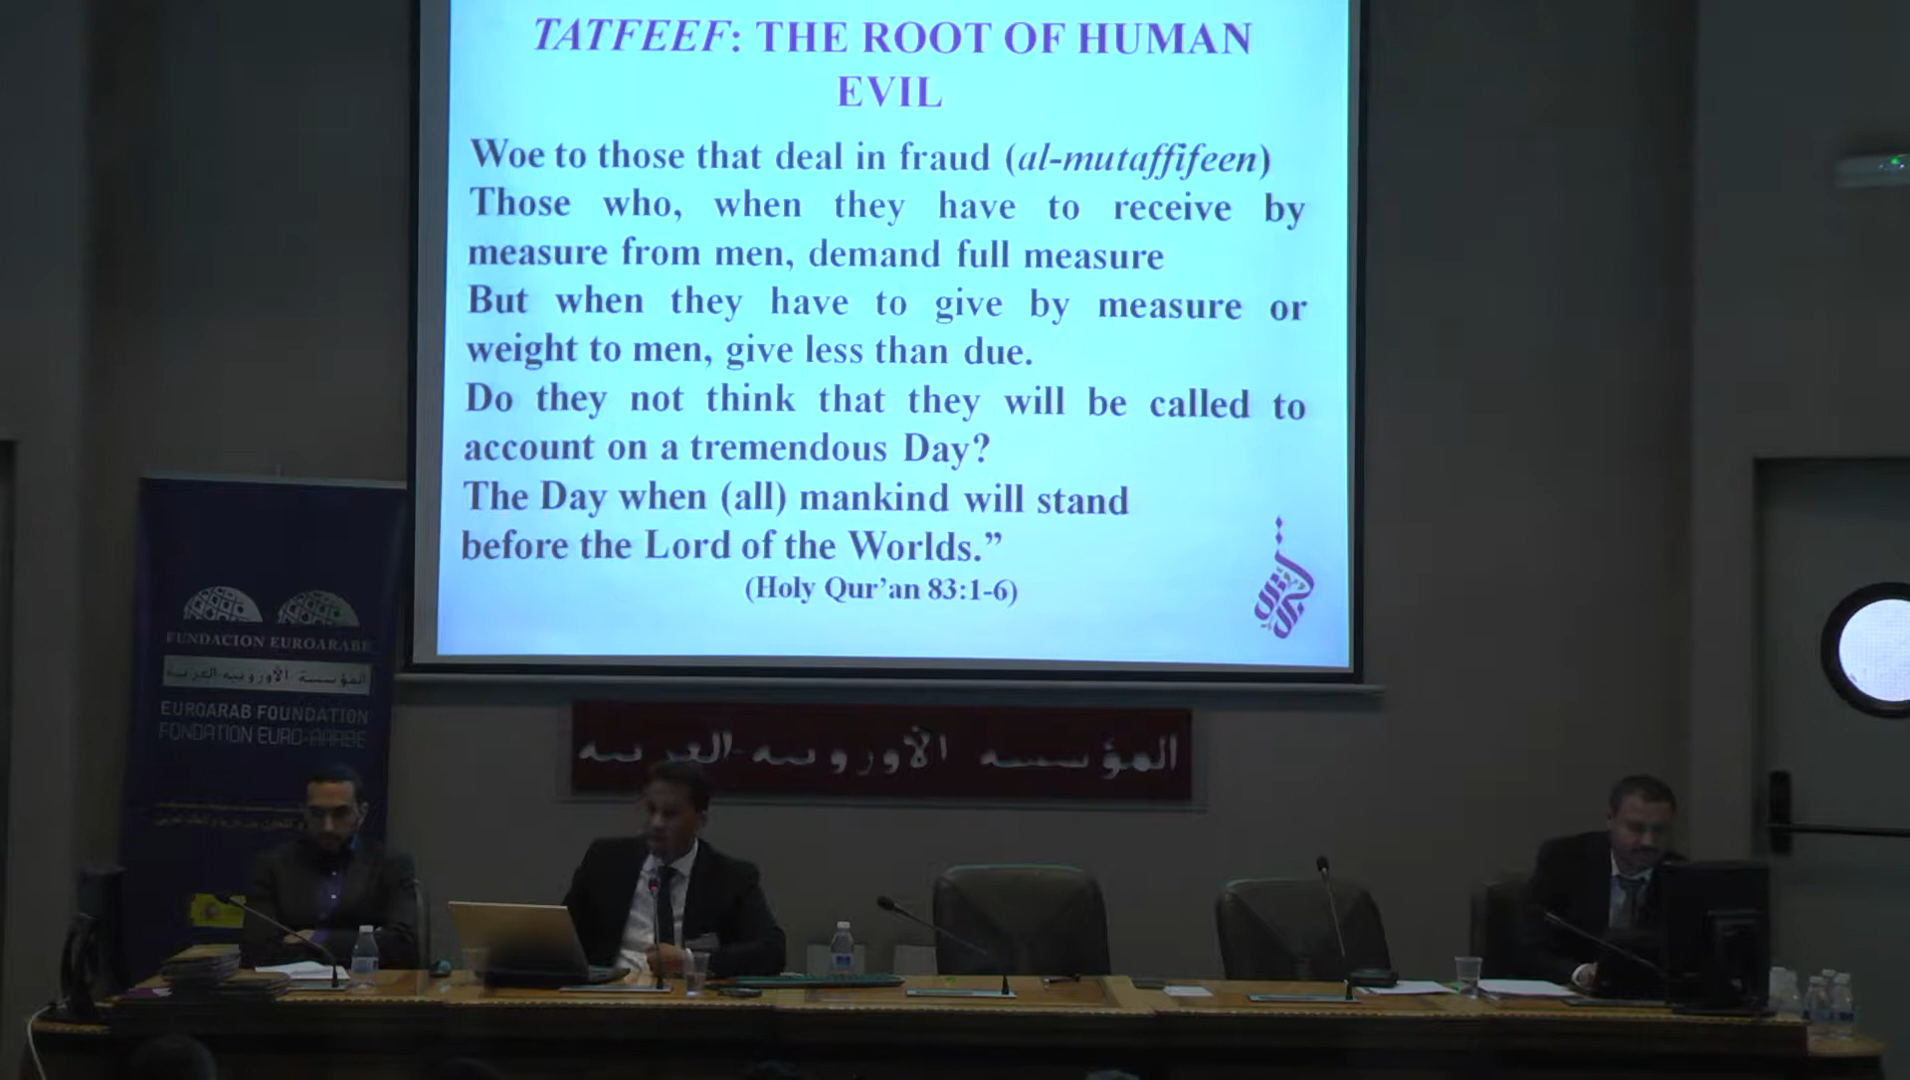 TATFEEF: THE ROOT OF HUMAN
EVIL
Woe to those that deal in fraud (al-mutaffifeen)
Those who, when they have to receive by
measure from men, demand full measure
But when they have to give by measure or
weight to men, give less than due.
Do they not think that they will be called to
account on a tremendous Day?
The Day when (all) mankind will stand
before the Lord of the Worlds.”
(Holy Qur’an 83:1-6)
FUNDACION EUROARABE
المؤسسة الأوروبية-العربية
EUROARAB FOUNDATION
FONDATION EURO-ARABE
المؤسسة الأوروبية-العربية